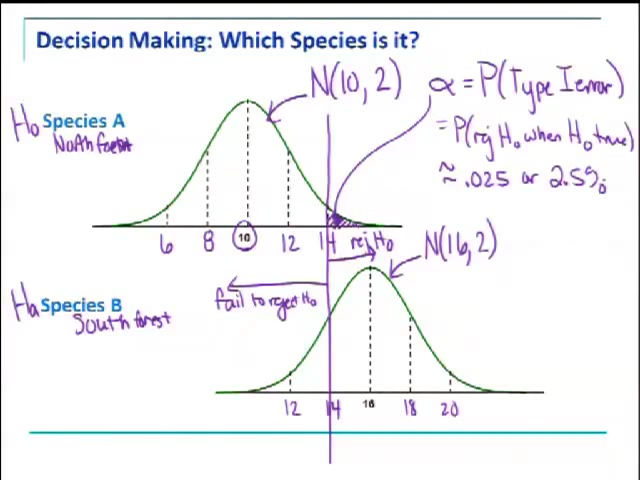 Decision Making: Which Species is it?
N(10, 2)
α = P(Type I error)
H₀ Species A
North forest
= P(rej H₀ when H₀ true)
≈ .025 or 2.5%
6 8 10 12 14 rej H₀
N(16, 2)
fail to reject H₀
Hₐ Species B
South forest
12 14 16 18 20